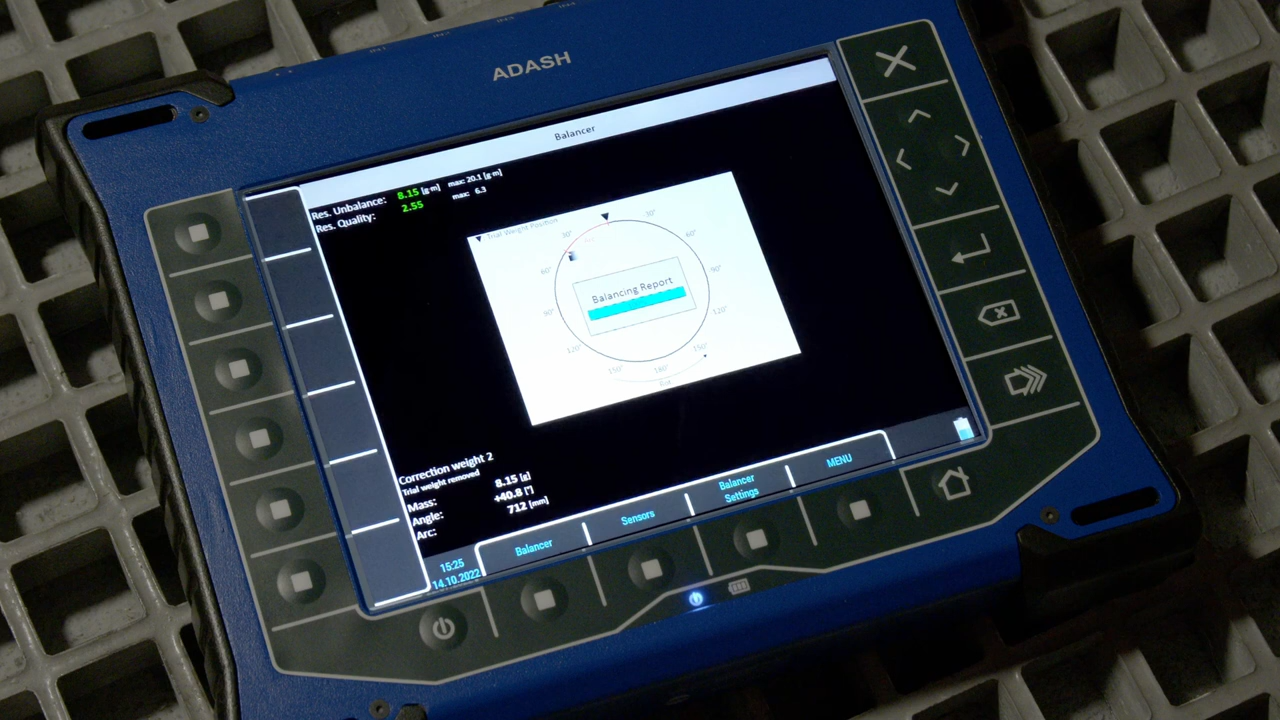 ADASH
Balancer
Res. Unbalance: 8.15 [g·m] max: 20.1 [g·m]
Res. Quality: 2.55 max: 6.3
Trial Weight Position
30°
30°
60°
60°
90°
90°
120°
120°
150°
150°
180°
Balancing Report
Correction weight 2
Trial weight removed
Mass: 8.15 [g]
Angle: +40.8 [°]
Arc: 712 [mm]
15:25
14.10.2022
Balancer
Sensors
Balancer
Settings
MENU